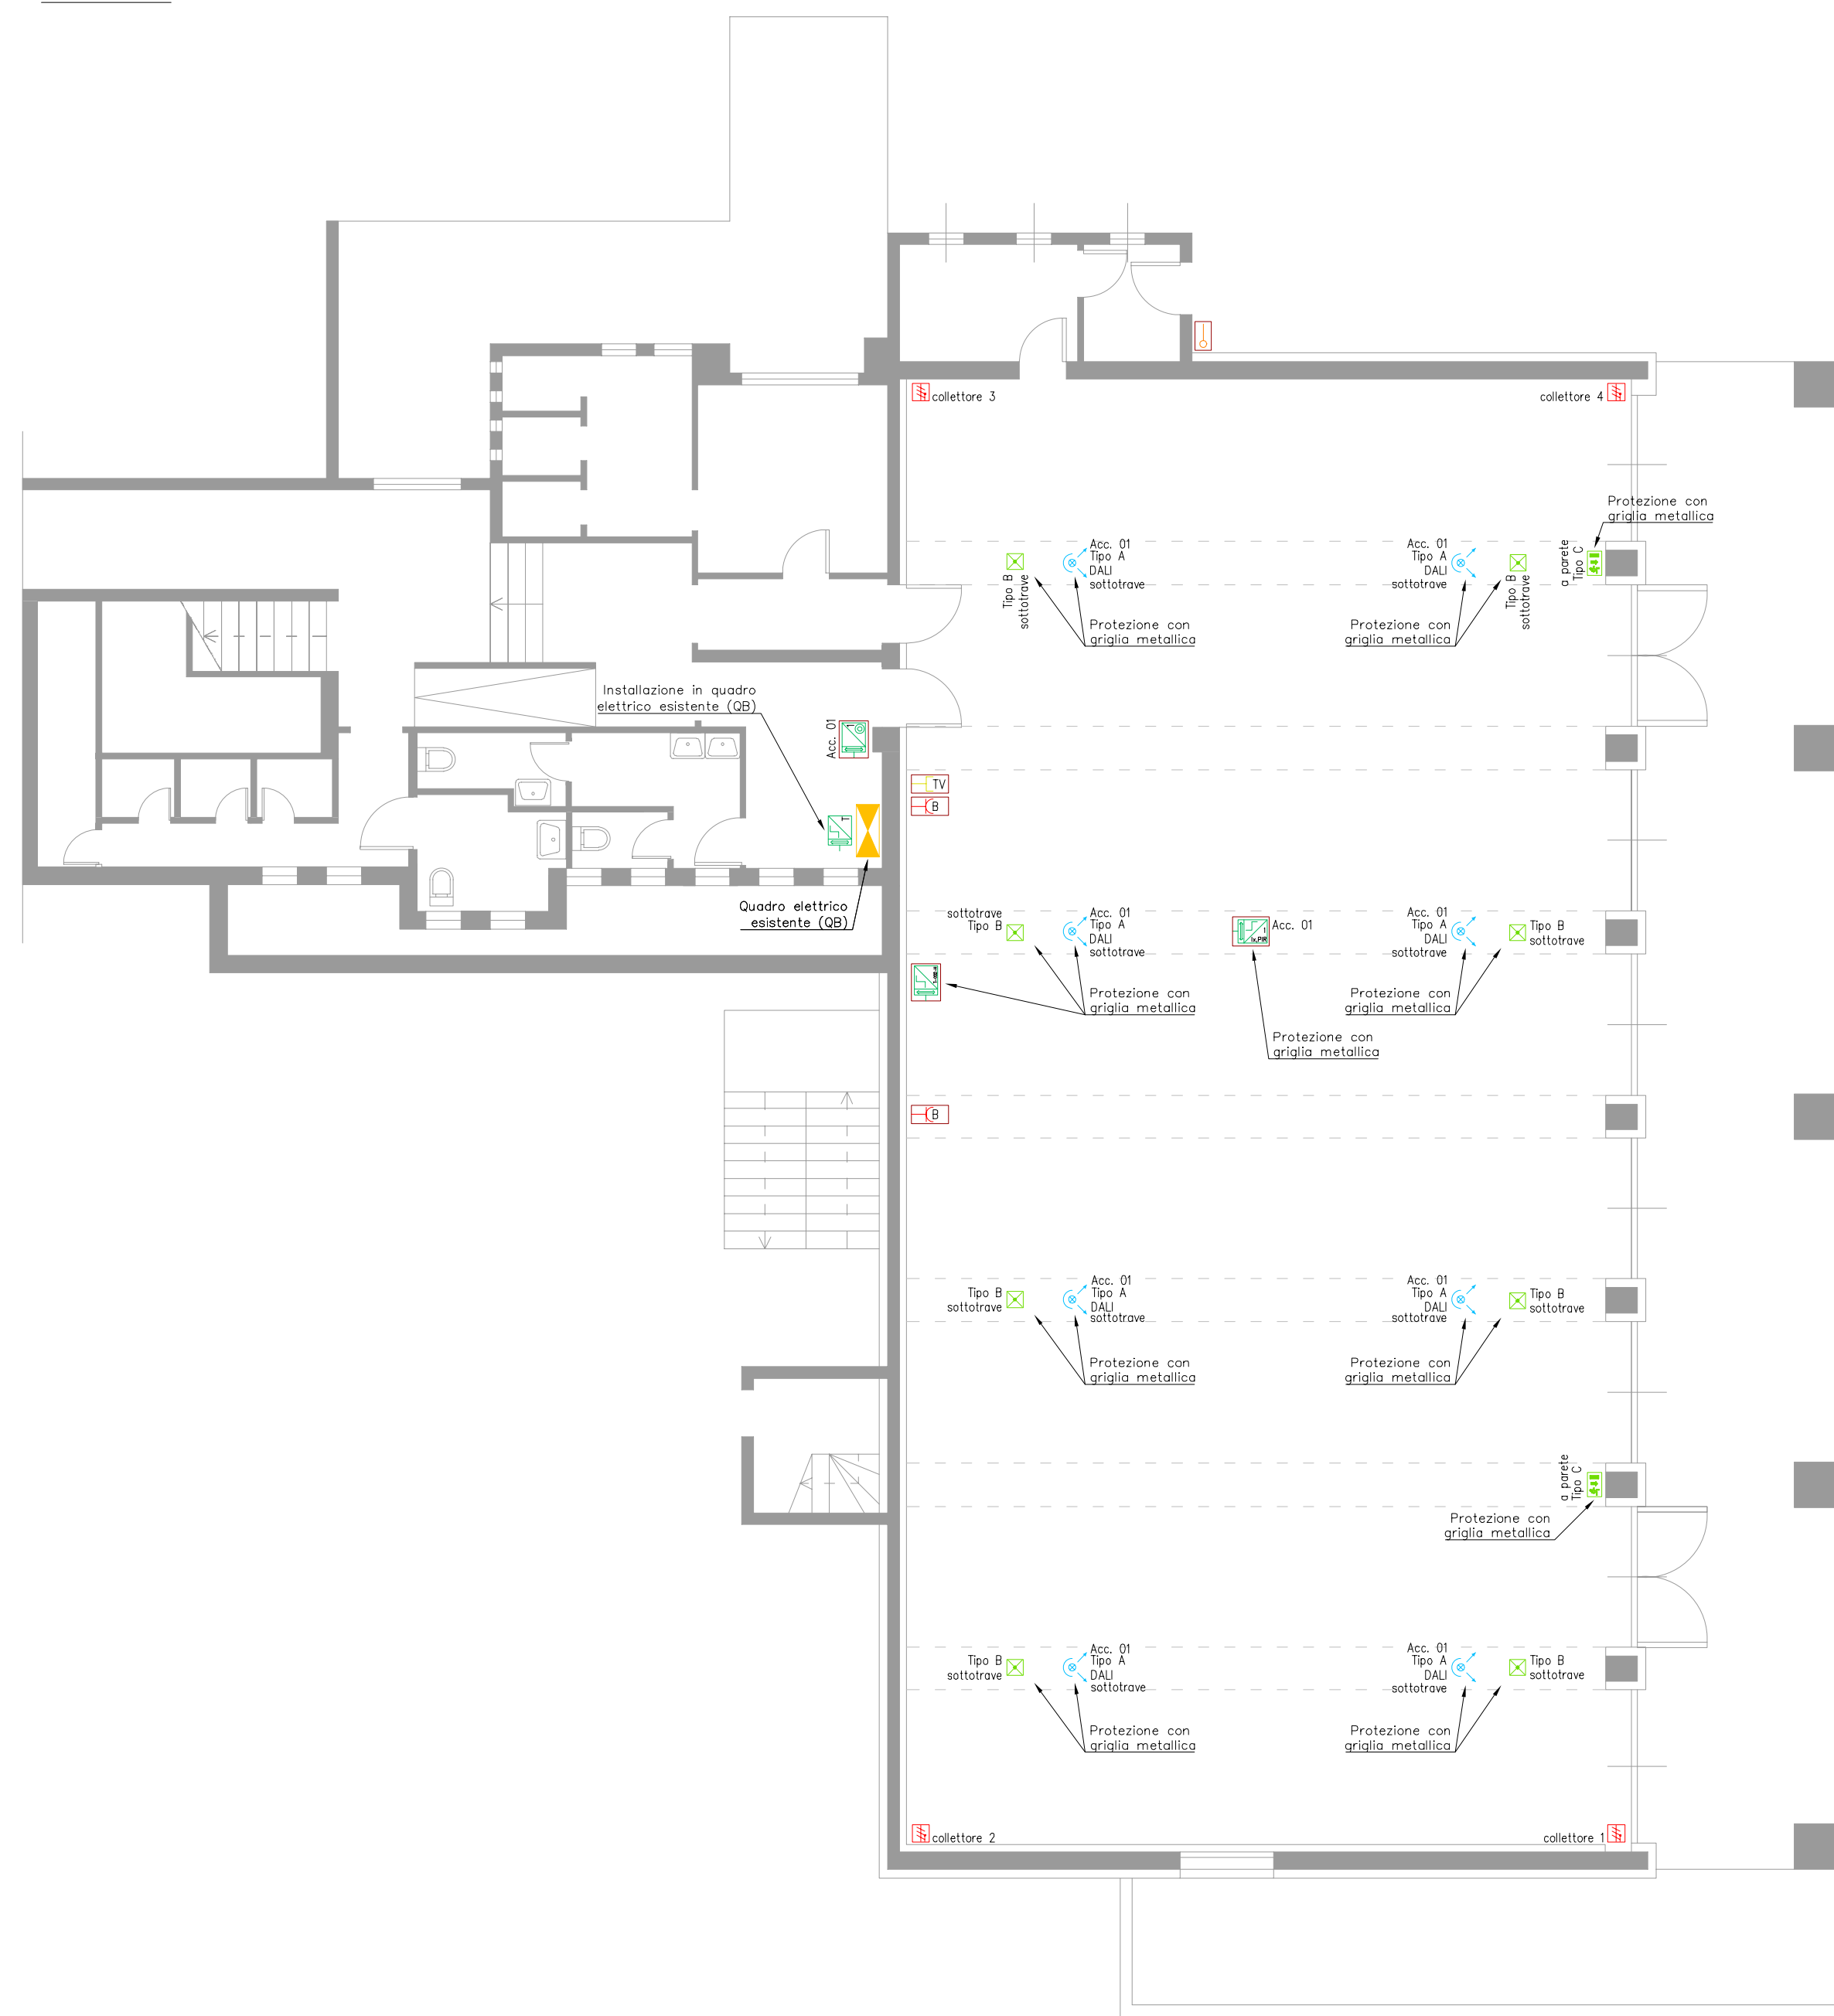 collettore 3
collettore 4
Protezione con
griglia metallica
Tipo B
sottotrave
Acc. 01
Tipo A
DALI
sottotrave
Acc. 01
Tipo A
DALI
sottotrave
Tipo B
sottotrave
a parete
Tipo C
Protezione con
griglia metallica
Protezione con
griglia metallica
Installazione in quadro
elettrico esistente (QB)
Acc. 01
1
TV
B
T
Quadro elettrico
esistente (QB)
sottotrave
Tipo B
Acc. 01
Tipo A
DALI
sottotrave
1
lx.PIR
Acc. 01
Acc. 01
Tipo A
DALI
sottotrave
Tipo B
sottotrave
Protezione con
griglia metallica
Protezione con
griglia metallica
Protezione con
griglia metallica
B
Tipo B
sottotrave
Acc. 01
Tipo A
DALI
sottotrave
Acc. 01
Tipo A
DALI
sottotrave
Tipo B
sottotrave
Protezione con
griglia metallica
Protezione con
griglia metallica
a parete
Tipo C
Protezione con
griglia metallica
Tipo B
sottotrave
Acc. 01
Tipo A
DALI
sottotrave
Acc. 01
Tipo A
DALI
sottotrave
Tipo B
sottotrave
Protezione con
griglia metallica
Protezione con
griglia metallica
collettore 2
collettore 1